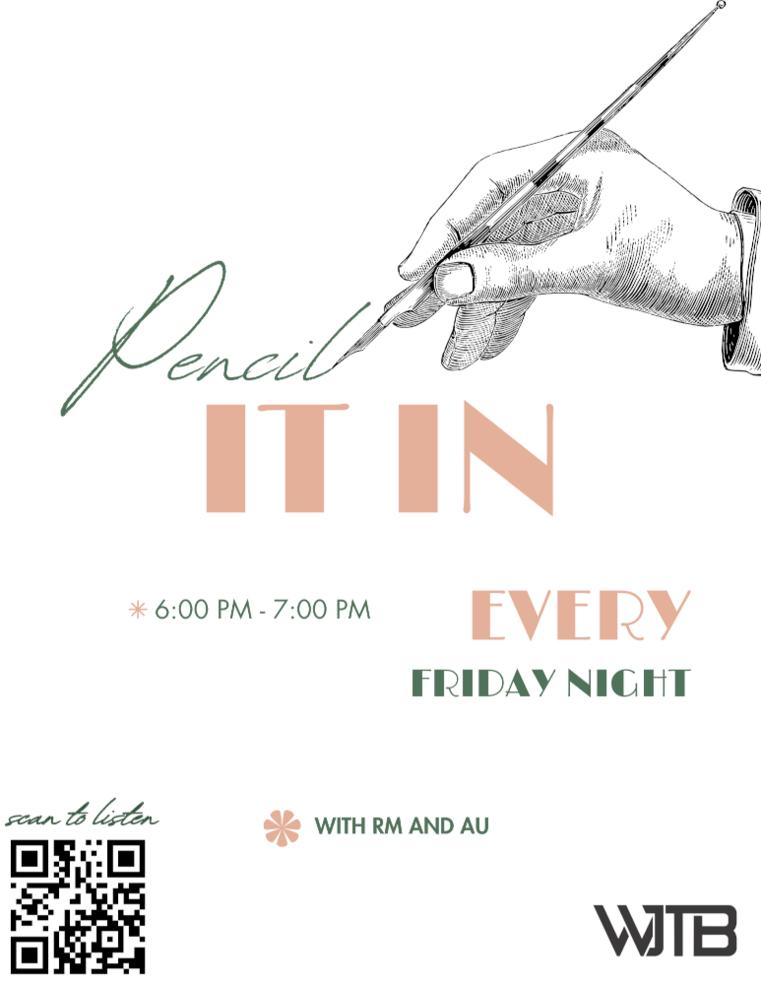 Pencil
IT IN
6:00 PM - 7:00 PM
EVERY
FRIDAY NIGHT
scan to listen
WITH RM AND AU
WJTB